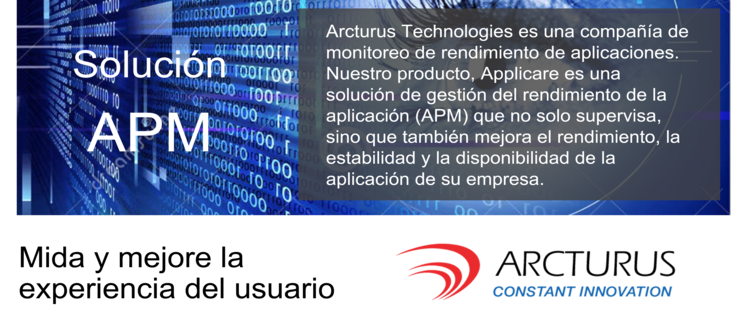 Solución
APM
Arcturus Technologies es una compañía de
monitoreo de rendimiento de aplicaciones.
Nuestro producto, Applicare es una
solución de gestión del rendimiento de la
aplicación (APM) que no solo supervisa,
sino que también mejora el rendimiento, la
estabilidad y la disponibilidad de la
aplicación de su empresa.
Mida y mejore la
experiencia del usuario
ARCTURUS
CONSTANT INNOVATION